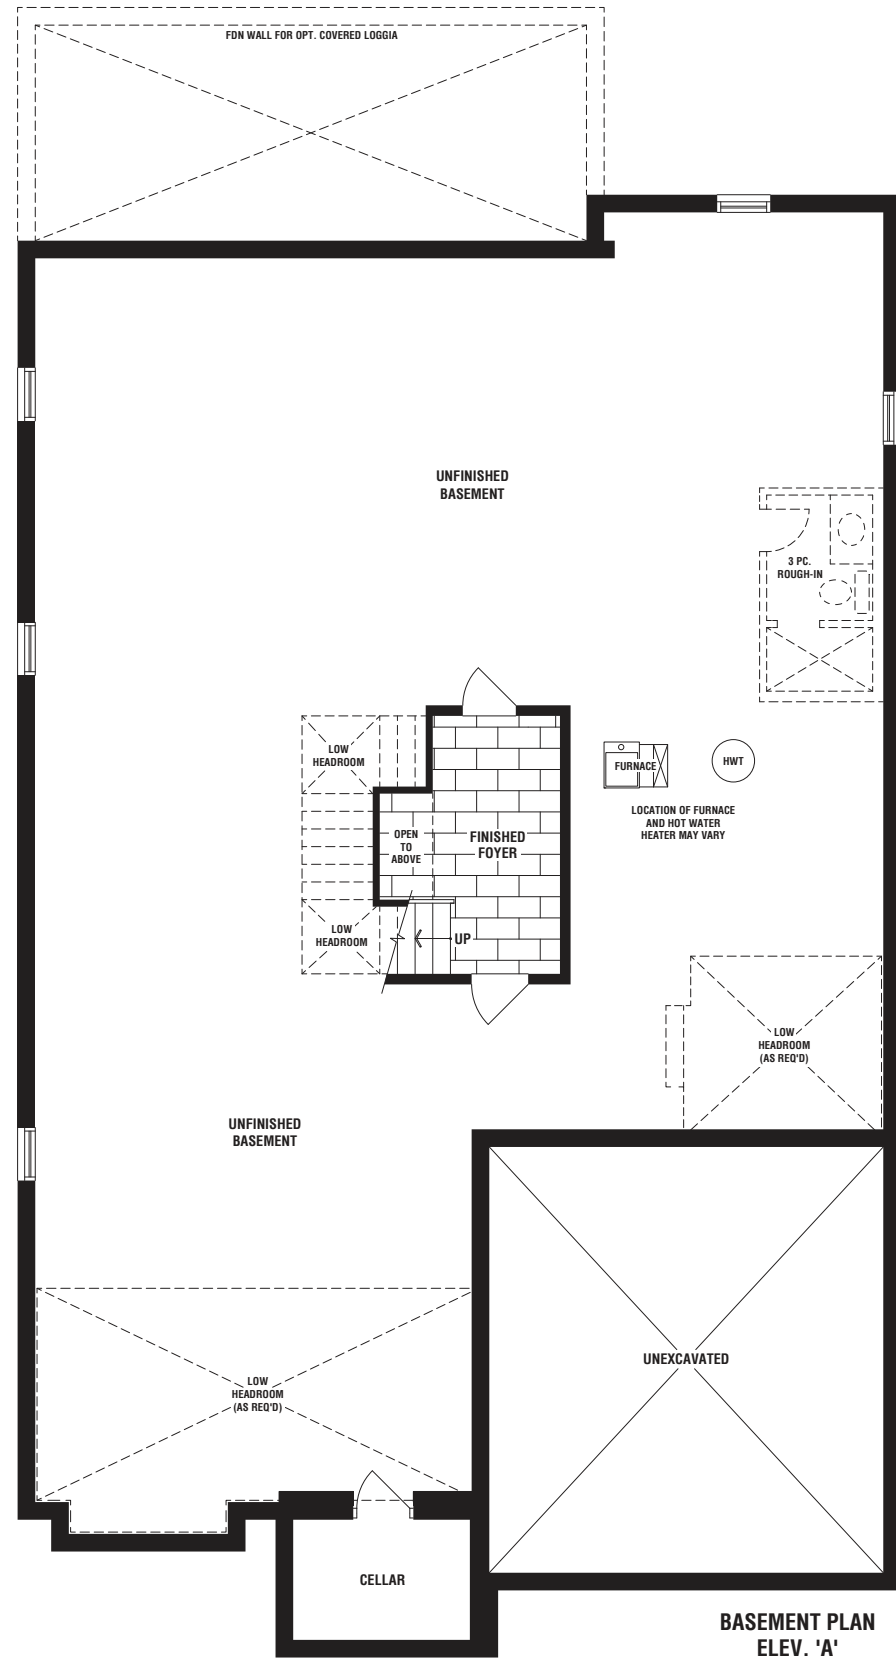 FDN WALL FOR OPT. COVERED LOGGIA
UNFINISHED
BASEMENT
3 PC.
ROUGH-IN
LOW
HEADROOM
FURNACE
HWT
LOCATION OF FURNACE
AND HOT WATER
HEATER MAY VARY
OPEN
TO
ABOVE
FINISHED
FOYER
LOW
HEADROOM
UP
LOW
HEADROOM
(AS REQ'D)
UNFINISHED
BASEMENT
UNEXCAVATED
LOW
HEADROOM
(AS REQ'D)
CELLAR
BASEMENT PLAN
ELEV. 'A'